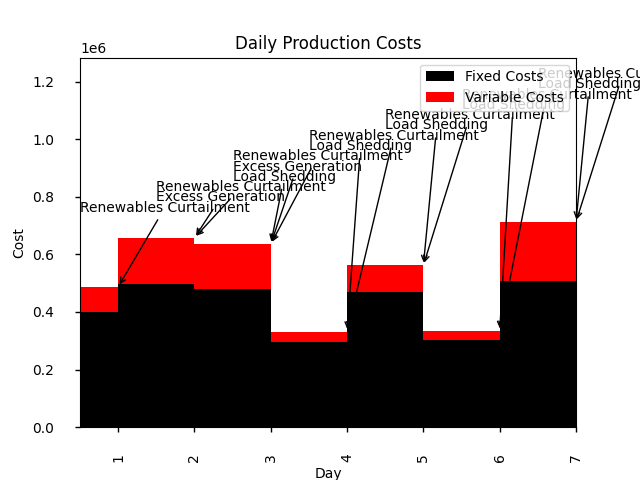 Daily Production Costs
1e6
Fixed Costs
Variable Costs
Renewables Cu
Load Shedding
Renewables Curtailment
Load Shedding
Renewables Curtailment
Load Shedding
Renewables Curtailment
Load Shedding
Renewables Curtailment
Excess Generation
Load Shedding
Renewables Curtailment
Excess Generation
Renewables Curtailment
1.2
1.0
0.8
0.6
0.4
0.2
0.0
Cost
1
2
3
4
5
6
7
Day